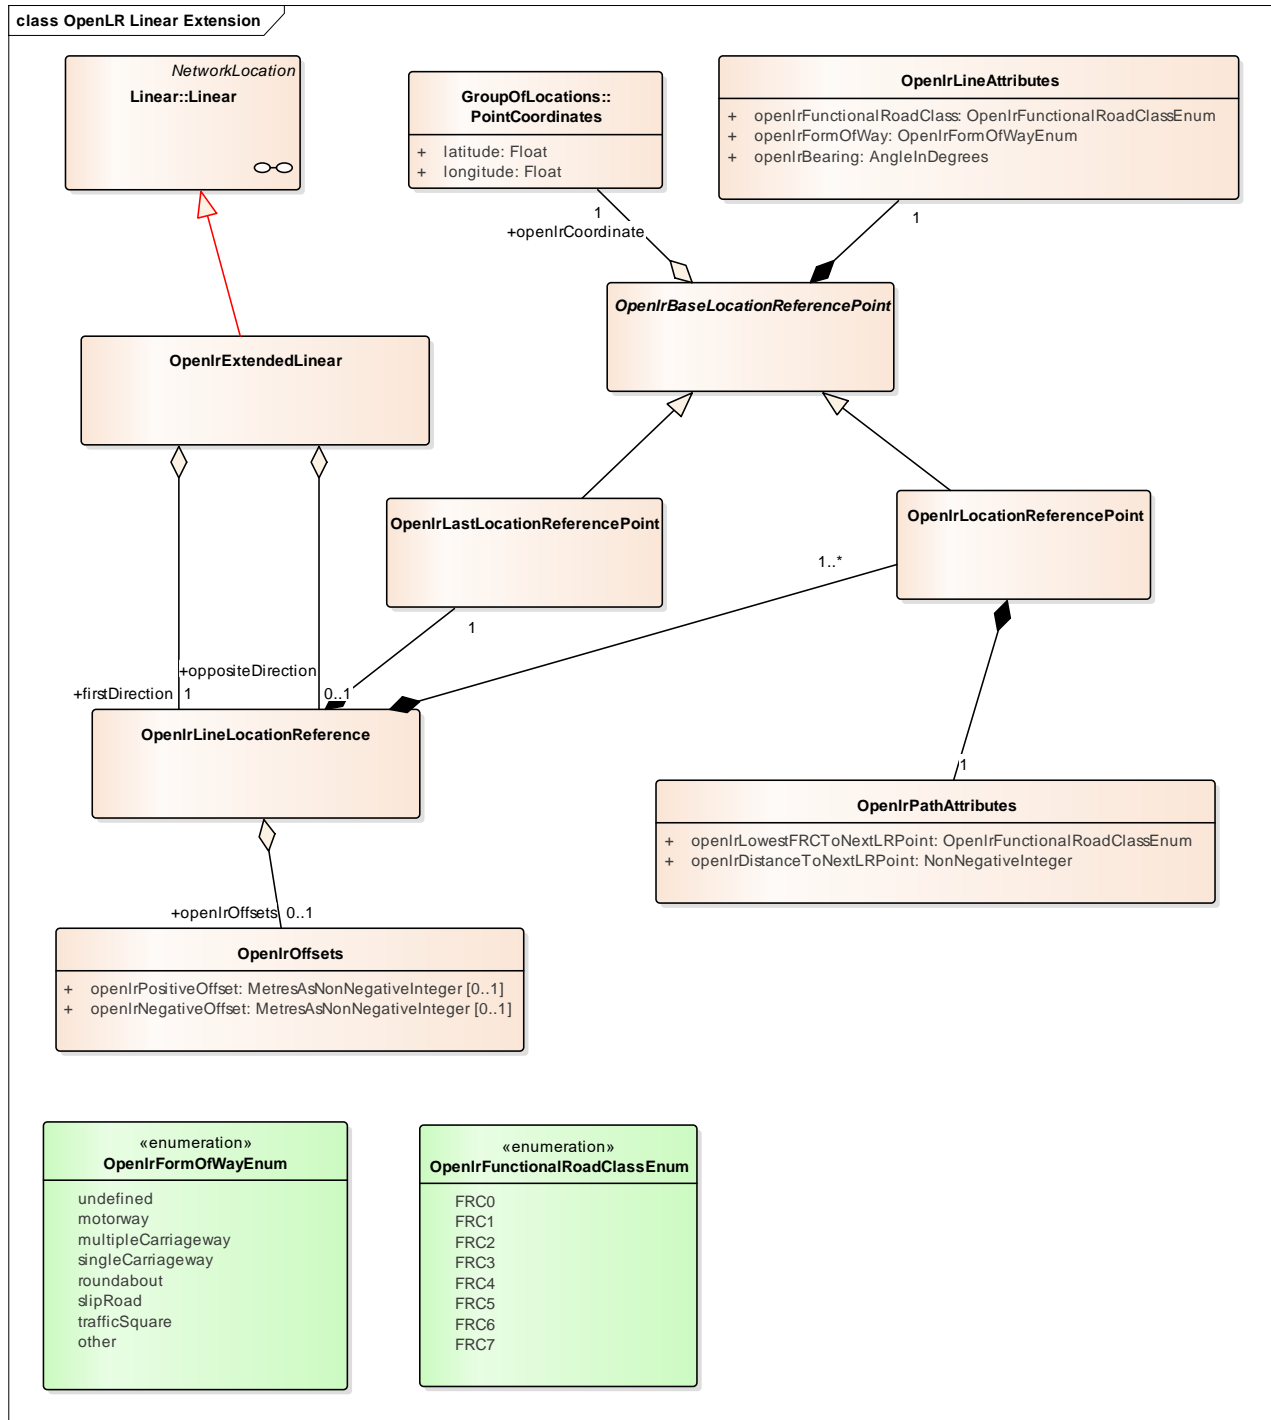 class OpenLR Linear Extension
NetworkLocation
Linear::Linear
GroupOfLocations::
PointCoordinates
+ latitude: Float
+ longitude: Float
OpenlrLineAttributes
+ openlrFunctionalRoadClass: OpenlrFunctionalRoadClassEnum
+ openlrFormOfWay: OpenlrFormOfWayEnum
+ openlrBearing: AngleInDegrees
1
+openlrCoordinate
1
OpenlrBaseLocationReferencePoint
OpenlrExtendedLinear
OpenlrLastLocationReferencePoint
OpenlrLocationReferencePoint
1..*
1
+oppositeDirection
+firstDirection 1
0..1
OpenlrLineLocationReference
1
OpenlrPathAttributes
+ openlrLowestFRCToNextLRPoint: OpenlrFunctionalRoadClassEnum
+ openlrDistanceToNextLRPoint: NonNegativeInteger
+openlrOffsets 0..1
OpenlrOffsets
+ openlrPositiveOffset: MetresAsNonNegativeInteger [0..1]
+ openlrNegativeOffset: MetresAsNonNegativeInteger [0..1]
«enumeration»
OpenlrFormOfWayEnum
undefined
motorway
multipleCarriageway
singleCarriageway
roundabout
slipRoad
trafficSquare
other
«enumeration»
OpenlrFunctionalRoadClassEnum
FRC0
FRC1
FRC2
FRC3
FRC4
FRC5
FRC6
FRC7